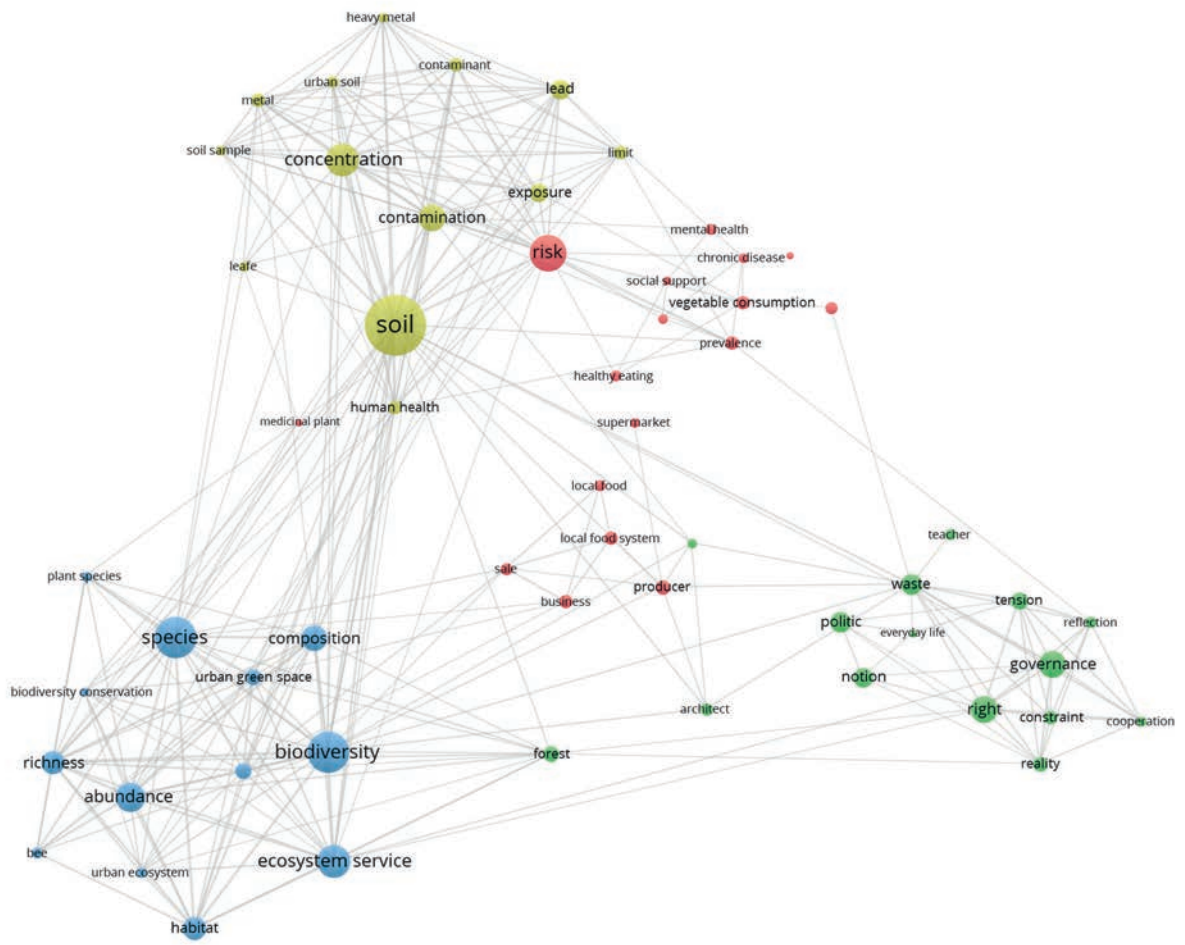 heavy metal
contaminant
urban soil
lead
metal
soil sample
limit
concentration
exposure
contamination
mental health
risk
chronic disease
leafe
social support
vegetable consumption
soil
prevalence
healthy eating
human health
medicinal plant
supermarket
local food
teacher
local food system
sale
plant species
waste
producer
business
tension
politic
reflection
everyday life
species
composition
governance
urban green space
notion
biodiversity conservation
architect
right
constraint
cooperation
biodiversity
forest
richness
reality
abundance
bee
ecosystem service
urban ecosystem
habitat